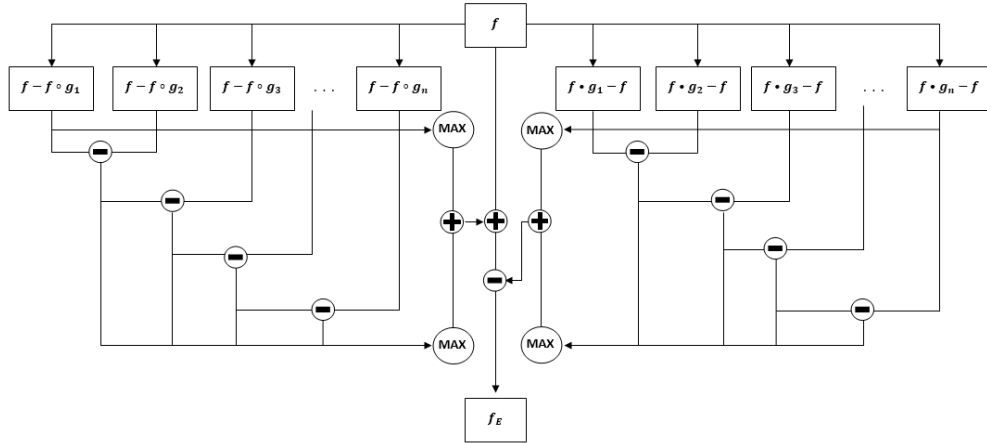 f
f − f ∘ g₁ f − f ∘ g₂ f − f ∘ g₃ . . . f − f ∘ gₙ f • g₁ − f f • g₂ − f f • g₃ − f . . . f • gₙ − f
MAX MAX
MAX MAX
f_E